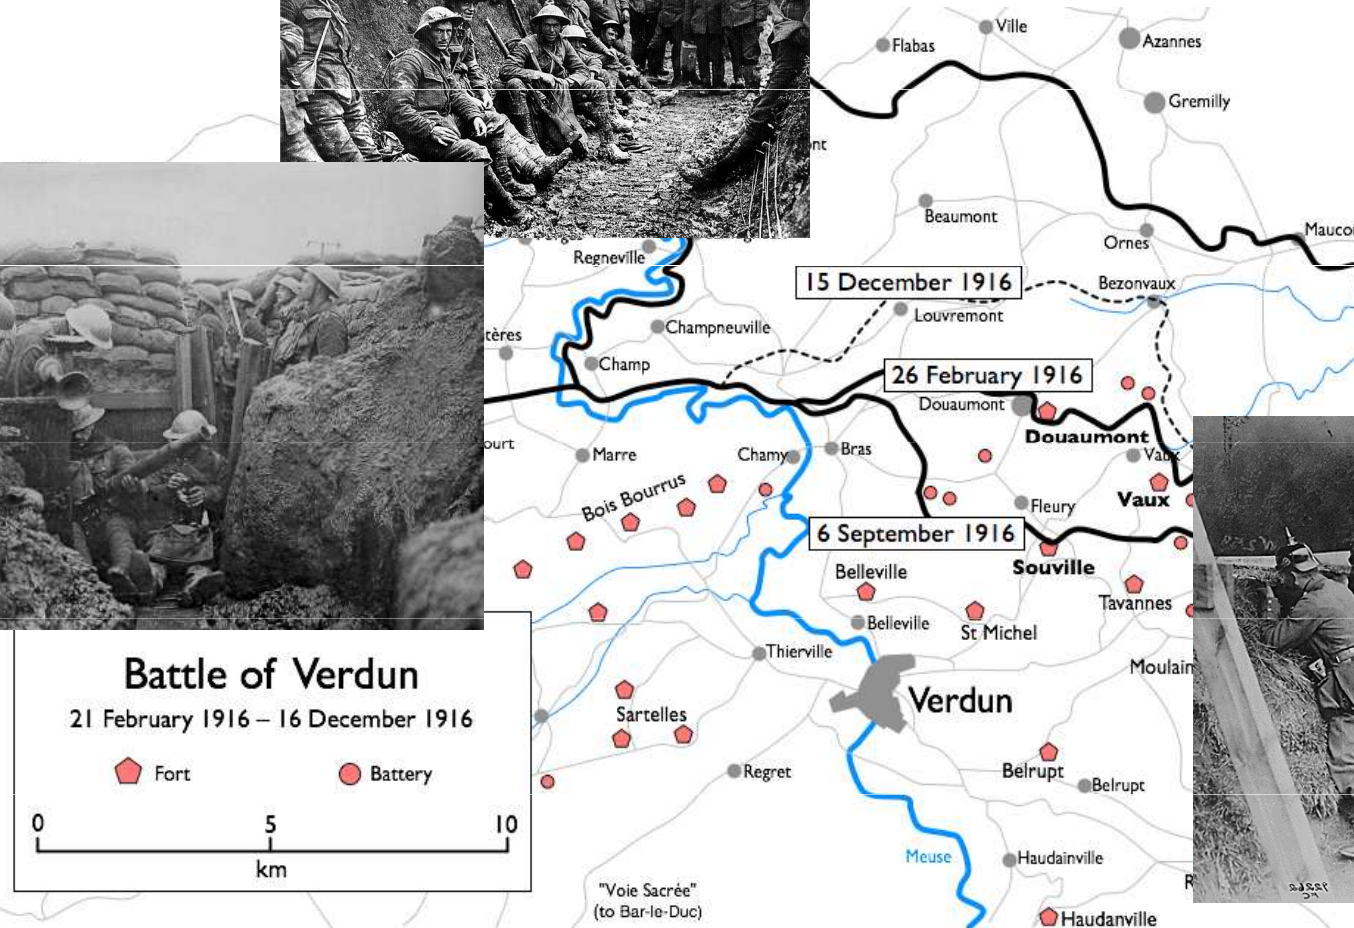 Ville
Flabas
Azannes
Gremilly
Beaumont
Ornes
Regneville
15 December 1916
Bezonvaux
Louvremont
Champneuville
Champ
26 February 1916
Douaumont
Douaumont
Marre
Chamy
Bras
Vaux
Bois Bourrus
Vaux
Fleury
6 September 1916
Souville
Belleville
Tavannes
St Michel
Belleville
Thierville
Battle of Verdun
21 February 1916 – 16 December 1916
Fort
Battery
0 5 10
km
Sartelles
Verdun
Regret
Belrupt
Belrupt
Meuse
Haudainville
"Voie Sacrée"
(to Bar-le-Duc)
Haudanville